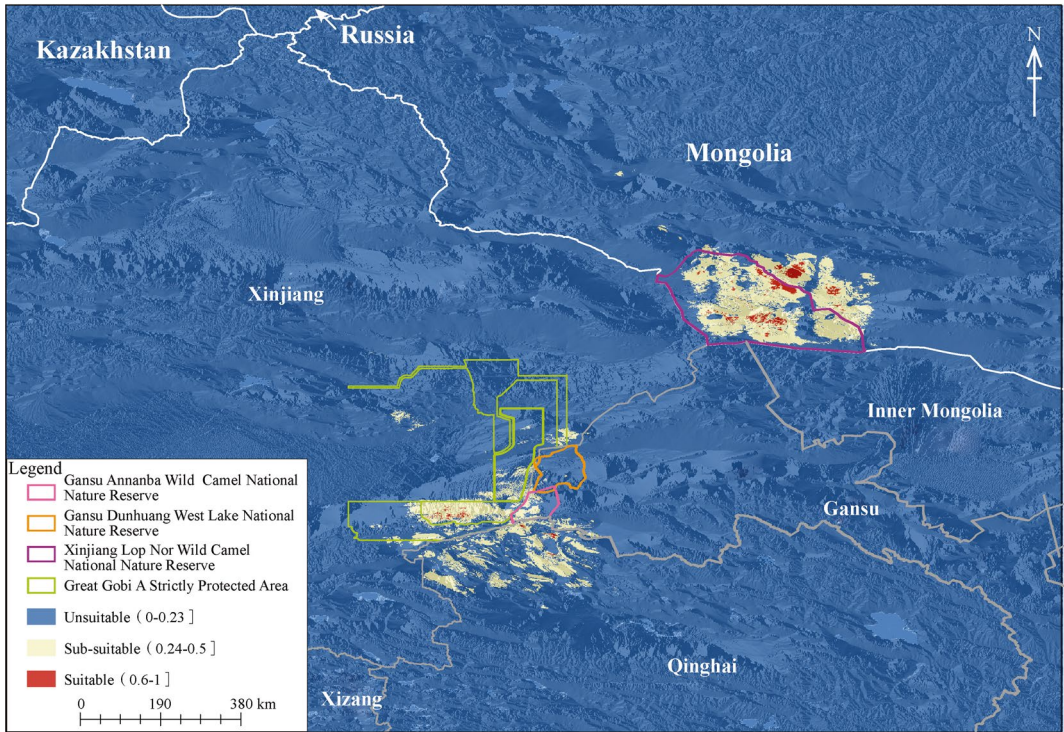 Kazakhstan
Russia
N
Mongolia
Xinjiang
Inner Mongolia
Gansu
Qinghai
Xizang
Legend
Gansu Annanba Wild Camel National
Nature Reserve
Gansu Dunhuang West Lake National
Nature Reserve
Xinjiang Lop Nor Wild Camel
National Nature Reserve
Great Gobi A Strictly Protected Area
Unsuitable（0-0.23］
Sub-suitable（0.24-0.5］
Suitable（0.6-1］
0 190 380 km